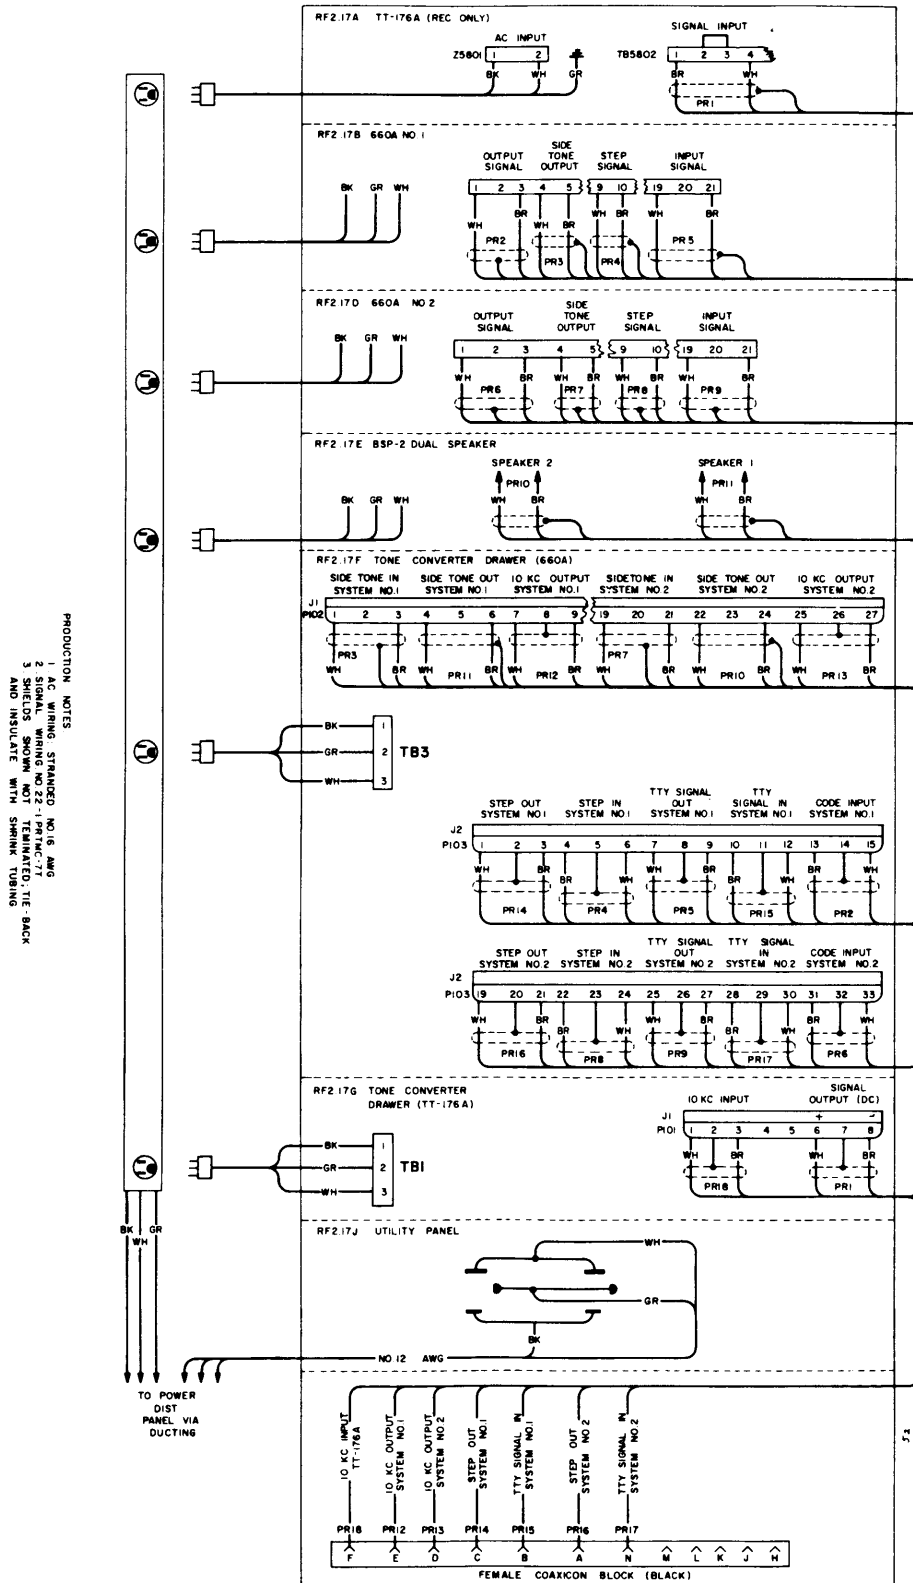 RF2.17A TT-176A (REC ONLY)
AC INPUT
Z5801 1 2
BK WH GR
SIGNAL INPUT
TB5802 1 2 3 4
BR WH
PR1
RF2.17B 660A NO.1
BK GR WH
OUTPUT SIGNAL
SIDE TONE OUTPUT
STEP SIGNAL
INPUT SIGNAL
1 2 3 4 5 9 10 19 20 21
WH BR WH BR WH BR WH BR
PR2 PR3 PR4 PR5
RF2.17D 660A NO.2
BK GR WH
OUTPUT SIGNAL
SIDE TONE OUTPUT
STEP SIGNAL
INPUT SIGNAL
1 2 3 4 5 9 10 19 20 21
WH BR WH BR WH BR WH BR
PR6 PR7 PR8 PR9
RF2.17E BSP-2 DUAL SPEAKER
BK GR WH
SPEAKER 2
PR10
WH BR
SPEAKER 1
PR11
WH BR
RF2.17F TONE CONVERTER DRAWER (660A)
SIDE TONE IN SYSTEM NO.1
SIDE TONE OUT SYSTEM NO.1
10 KC OUTPUT SYSTEM NO.1
SIDETONE IN SYSTEM NO.2
SIDE TONE OUT SYSTEM NO.2
10 KC OUTPUT SYSTEM NO.2
J1
P102 1 2 3 4 5 6 7 8 9 19 20 21 22 23 24 25 26 27
PR3 PR7
WH BR WH PR11 BR WH PR12 BR WH BR WH PR10 BR WH PR13 BR
BK 1
GR 2 TB3
WH 3
STEP OUT SYSTEM NO.1
STEP IN SYSTEM NO.1
TTY SIGNAL OUT SYSTEM NO.1
TTY SIGNAL IN SYSTEM NO.1
CODE INPUT SYSTEM NO.1
J2
P103 1 2 3 4 5 6 7 8 9 10 11 12 13 14 15
WH BR BR WH WH BR BR WH BR WH
PR14 PR4 PR5 PR15 PR2
STEP OUT SYSTEM NO.2
STEP IN SYSTEM NO.2
TTY SIGNAL OUT SYSTEM NO.2
TTY SIGNAL IN SYSTEM NO.2
CODE INPUT SYSTEM NO.2
J2
P103 19 20 21 22 23 24 25 26 27 28 29 30 31 32 33
WH BR BR WH WH BR BR WH BR WH
PR16 PR8 PR9 PR17 PR6
RF2.17G TONE CONVERTER
DRAWER (TT-176A)
10 KC INPUT
SIGNAL OUTPUT (DC)
J1 + -
P101 1 2 3 4 5 6 7 8
WH BR WH BR
PR18 PR1
BK 1
GR 2 TB1
WH 3
RF2.17J UTILITY PANEL
WH
GR
BK
NO.12 AWG
BK WH GR
TO POWER
DIST
PANEL VIA
DUCTING
10 KC INPUT TT-176A
10 KC OUTPUT SYSTEM NO.1
10 KC OUTPUT SYSTEM NO.2
STEP OUT SYSTEM NO.1
TTY SIGNAL IN SYSTEM NO.1
STEP OUT SYSTEM NO.2
TTY SIGNAL IN SYSTEM NO.2
PR18 PR12 PR13 PR14 PR15 PR16 PR17
F E D C B A N M L K J H
FEMALE COAXICON BLOCK (BLACK)
PRODUCTION NOTES
1 AC WIRING: STRANDED NO.16 AWG
2 SIGNAL WIRING NO.22-1PRTMC-7T
3 SHIELDS SHOWN NOT TEMINATED; TIE-BACK
AND INSULATE WITH SHRINK TUBING